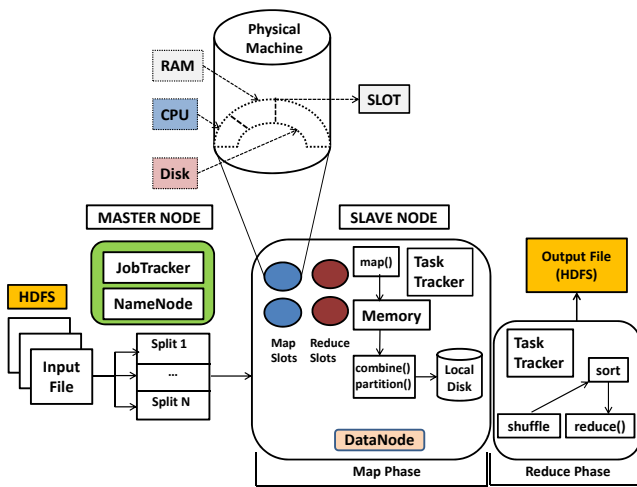 Physical
Machine
RAM
SLOT
CPU
Disk
MASTER NODE
SLAVE NODE
JobTracker
NameNode
HDFS
Input
File
Split 1
...
Split N
map()
Task
Tracker
Memory
Map
Slots
Reduce
Slots
combine()
partition()
Local
Disk
DataNode
Map Phase
Output File
(HDFS)
Task
Tracker
sort
shuffle
reduce()
Reduce Phase